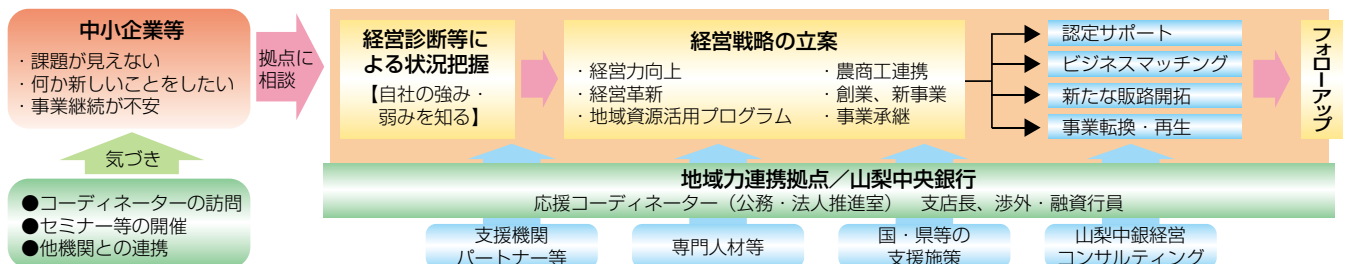 中小企業等
・課題が見えない
・何か新しいことをしたい
・事業継続が不安
気づき
●コーディネーターの訪問
●セミナー等の開催
●他機関との連携
拠点に
相談
経営診断等に
よる状況把握
【自社の強み・
弱みを知る】
経営戦略の立案
・経営力向上
・経営革新
・地域資源活用プログラム
・農商工連携
・創業、新事業
・事業承継
認定サポート
ビジネスマッチング
新たな販路開拓
事業転換・再生
フォローアップ
地域力連携拠点／山梨中央銀行
応援コーディネーター（公務・法人推進室）　支店長、渉外・融資行員
支援機関
パートナー等
専門人材等
国・県等の
支援施策
山梨中銀経営
コンサルティング